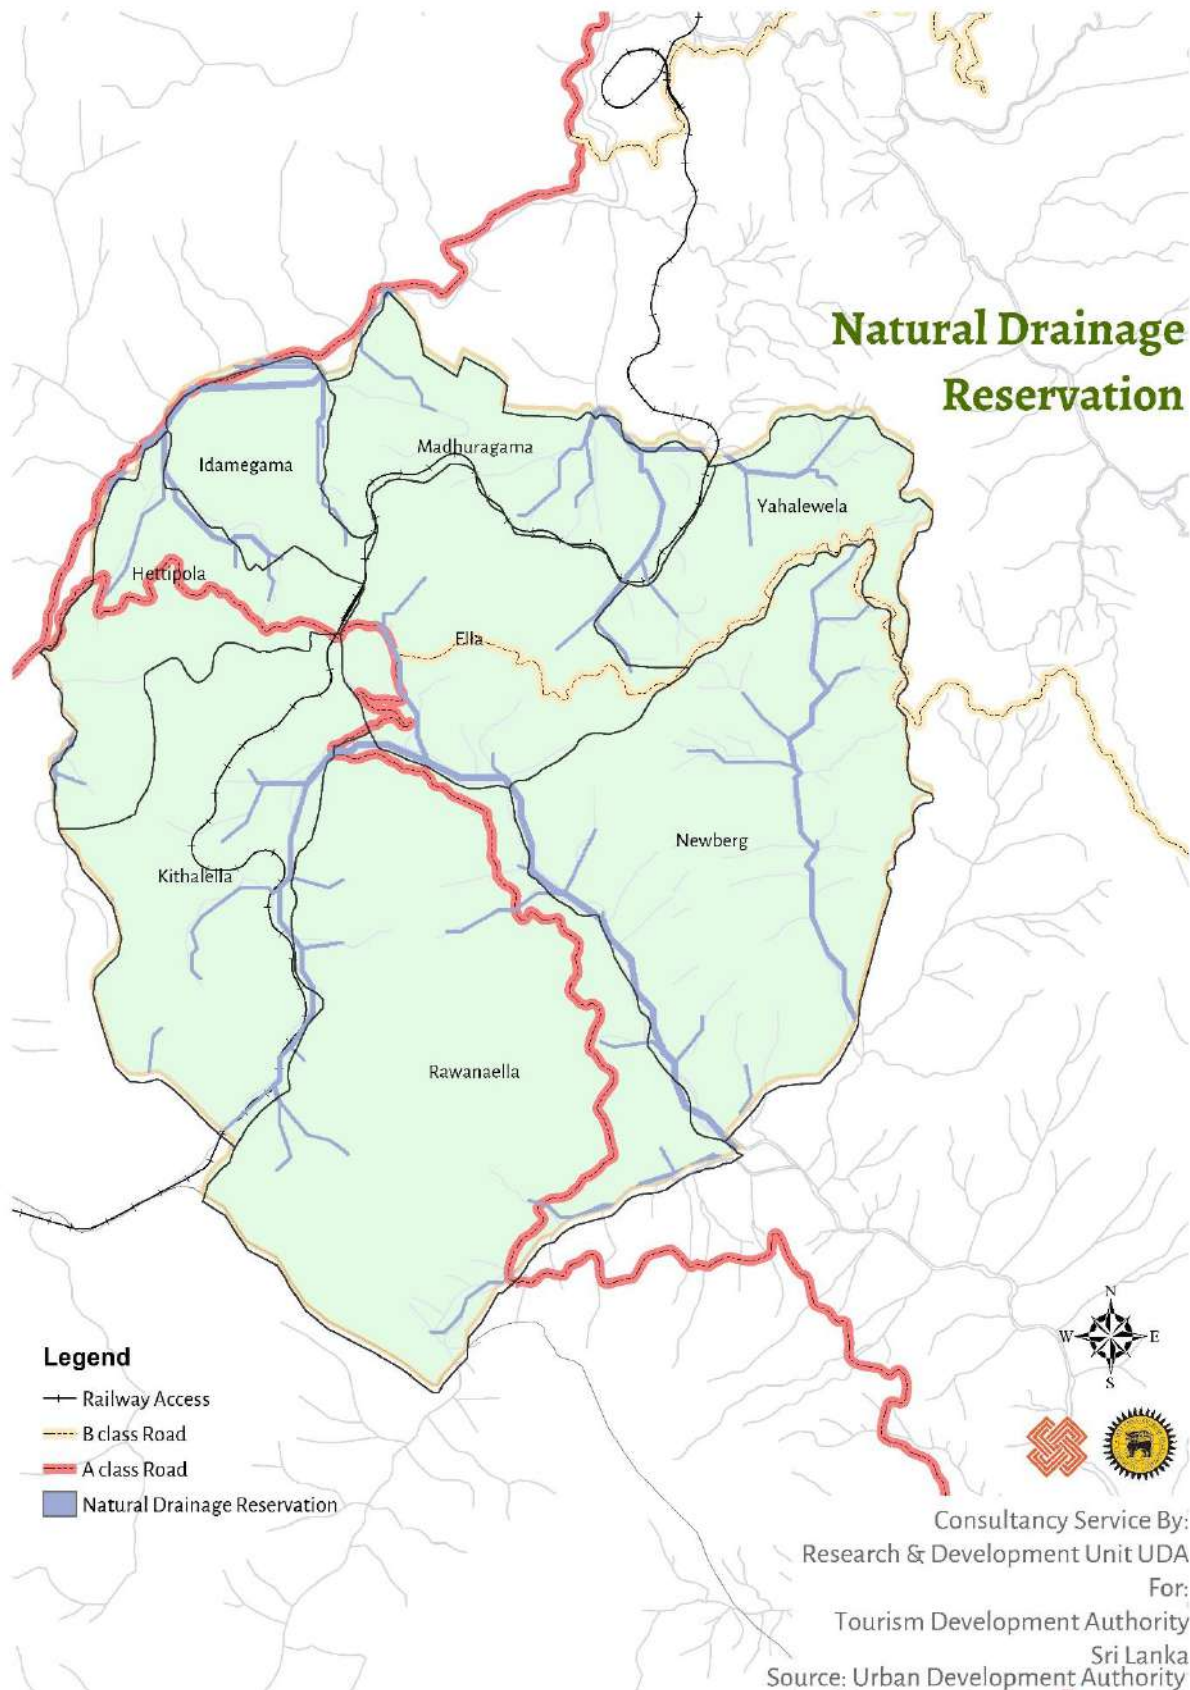 Natural Drainage
Reservation
Madhuragama
Idamegama
Yahalewela
Hettipola
Ella
Newberg
Kithalella
Rawanaella
N
W
E
S
Legend
Railway Access
B class Road
A class Road
Natural Drainage Reservation
Consultancy Service By:
Research & Development Unit UDA
For:
Tourism Development Authority
Sri Lanka
Source: Urban Development Authority